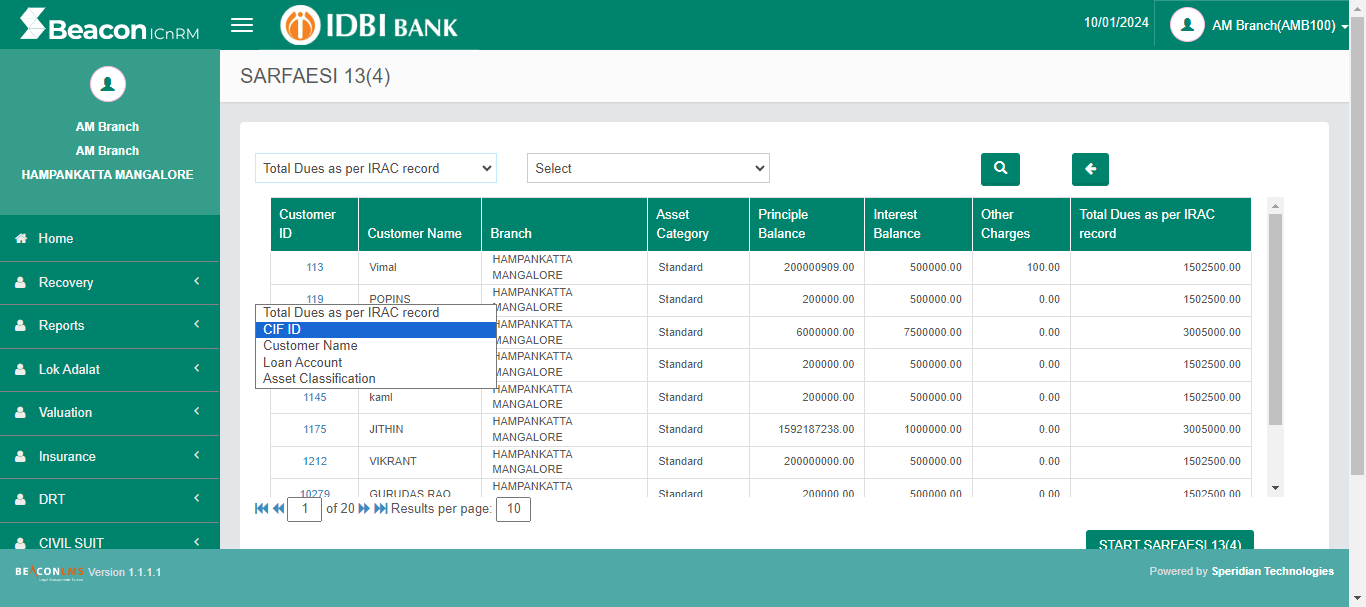 Beacon ICnRM
IDBI BANK
10/01/2024
AM Branch(AMB100)
AM Branch
AM Branch
HAMPANKATTA MANGALORE
Home
Recovery
Reports
Lok Adalat
Valuation
Insurance
DRT
CIVIL SUIT
SARFAESI 13(4)
Total Dues as per IRAC record
Select
Customer ID Customer Name Branch Asset Category Principle Balance Interest Balance Other Charges Total Dues as per IRAC record
113 Vimal HAMPANKATTA MANGALORE Standard 200000909.00 500000.00 100.00 1502500.00
119 POPINS HAMPANKATTA MANGALORE Standard 200000.00 500000.00 0.00 1502500.00
HAMPANKATTA MANGALORE Standard 6000000.00 7500000.00 0.00 3005000.00
HAMPANKATTA MANGALORE Standard 200000.00 500000.00 0.00 1502500.00
1145 kaml HAMPANKATTA MANGALORE Standard 200000.00 500000.00 0.00 1502500.00
1175 JITHIN HAMPANKATTA MANGALORE Standard 1592187238.00 1000000.00 0.00 3005000.00
1212 VIKRANT HAMPANKATTA MANGALORE Standard 200000000.00 500000.00 0.00 1502500.00
10279 GURUDAS RAO HAMPANKATTA Standard 200000.00 500000.00 0.00 1502500.00
Total Dues as per IRAC record
CIF ID
Customer Name
Loan Account
Asset Classification
1 of 20 Results per page: 10
START SARFAESI 13(4)
BEACONLMS Version 1.1.1.1
Powered by Speridian Technologies